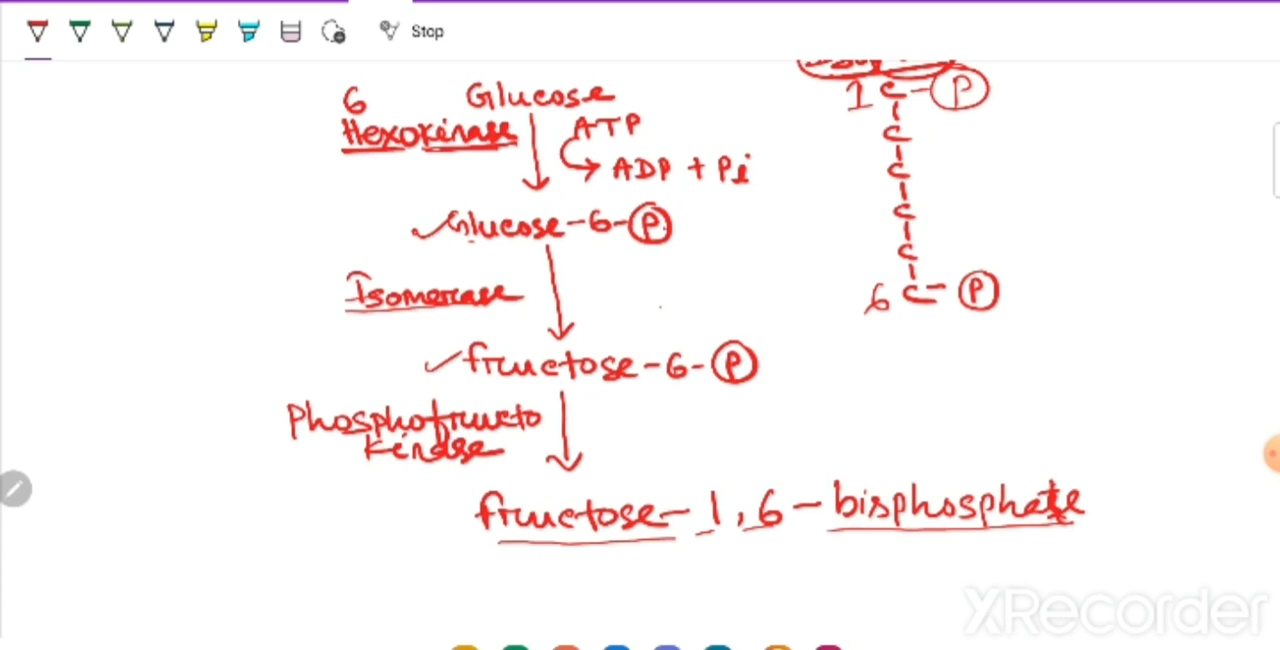 Stop
6 Glucose
Hexokinase ATP
ADP + Pi
Glucose-6-P
Isomerase
fructose-6-P
Phosphofructo
kinase
fructose-1,6-bisphosphate
1 C-P
C
C
C
C
6 C-P
XRecorder